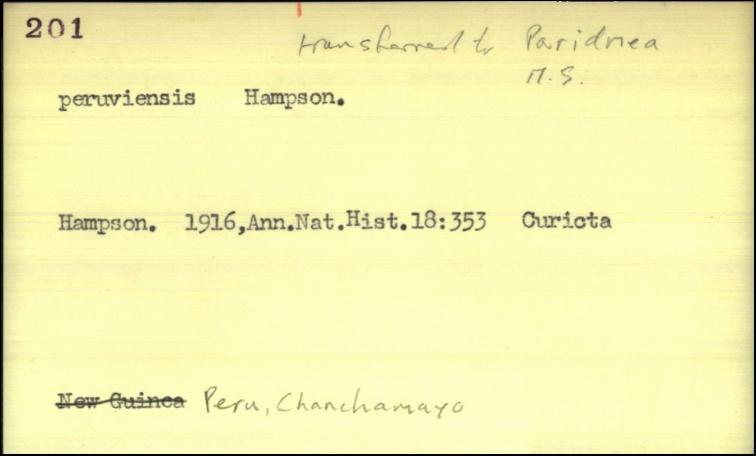 201
transferred to Paridnea
M.S.
peruviensis Hampson.
Hampson. 1916,Ann.Nat.Hist.18:353 Curicta
New Guinea Peru, Chanchamayo